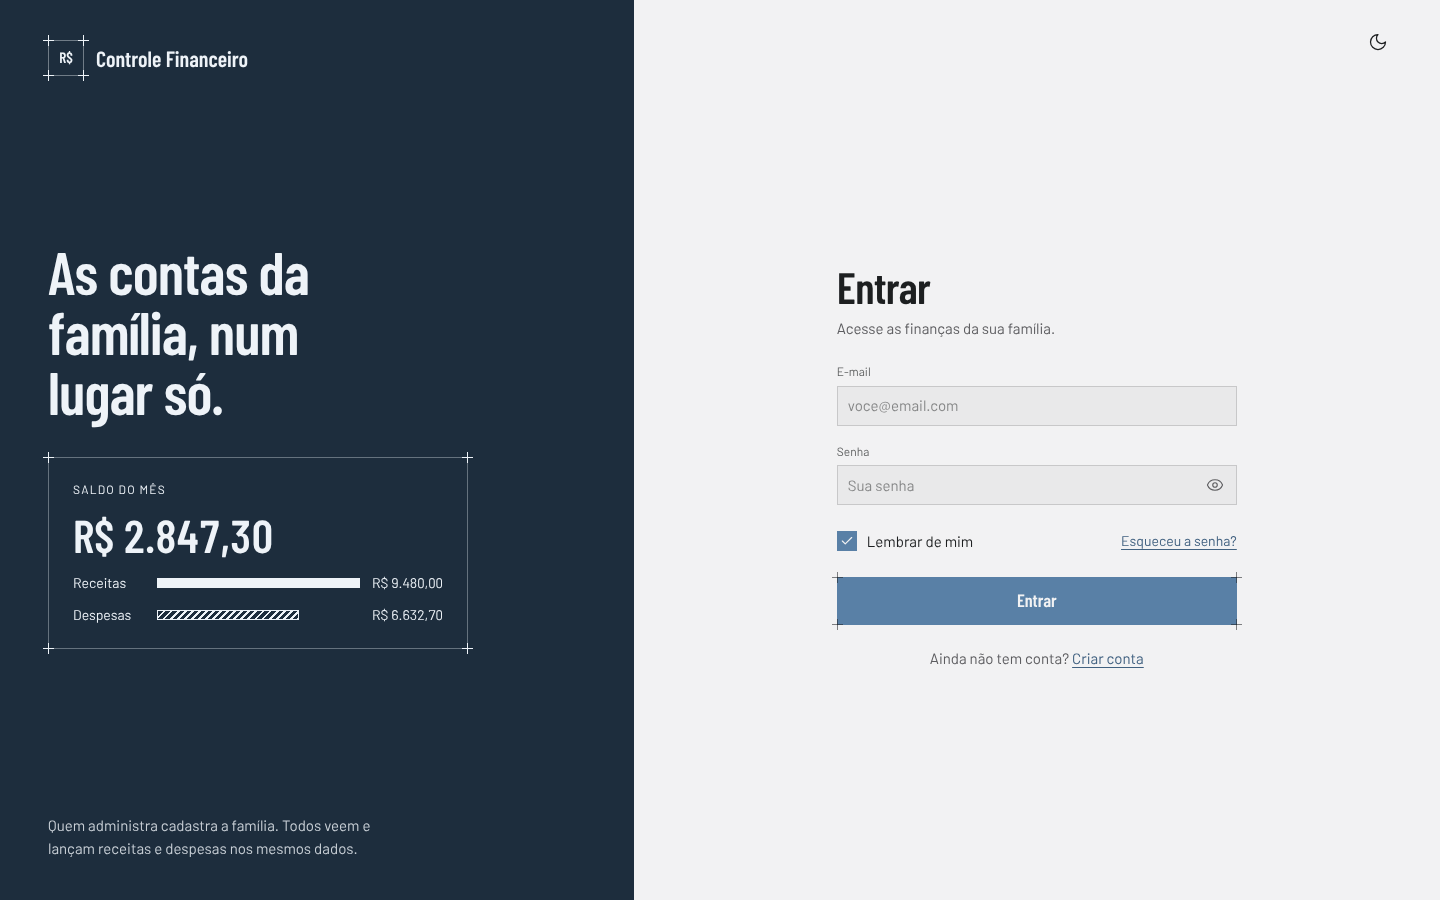 R$
Controle Financeiro
As contas da
família, num
lugar só.
SALDO DO MÊS
R$ 2.847,30
Receitas R$ 9.480,00
Despesas R$ 6.632,70
Quem administra cadastra a família. Todos veem e
lançam receitas e despesas nos mesmos dados.
Entrar
Acesse as finanças da sua família.
E-mail
voce@email.com
Senha
Sua senha
Lembrar de mim Esqueceu a senha?
Entrar
Ainda não tem conta? Criar conta